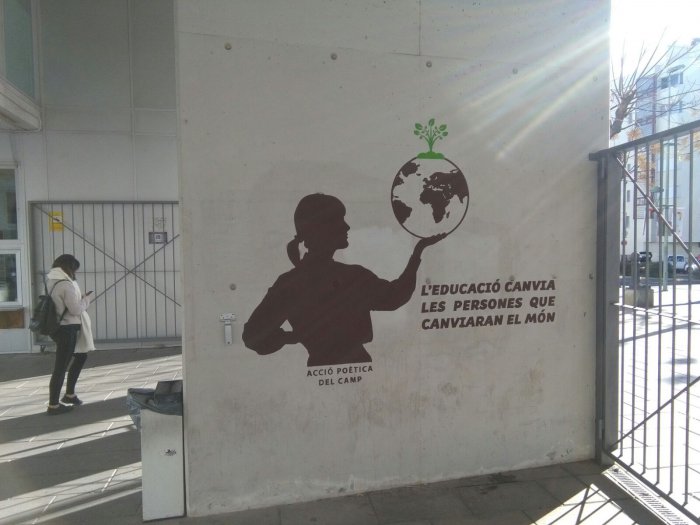 L'EDUCACIÓ CANVIA
LES PERSONES QUE
CANVIARAN EL MÓN
ACCIÓ POÈTICA
DEL CAMP